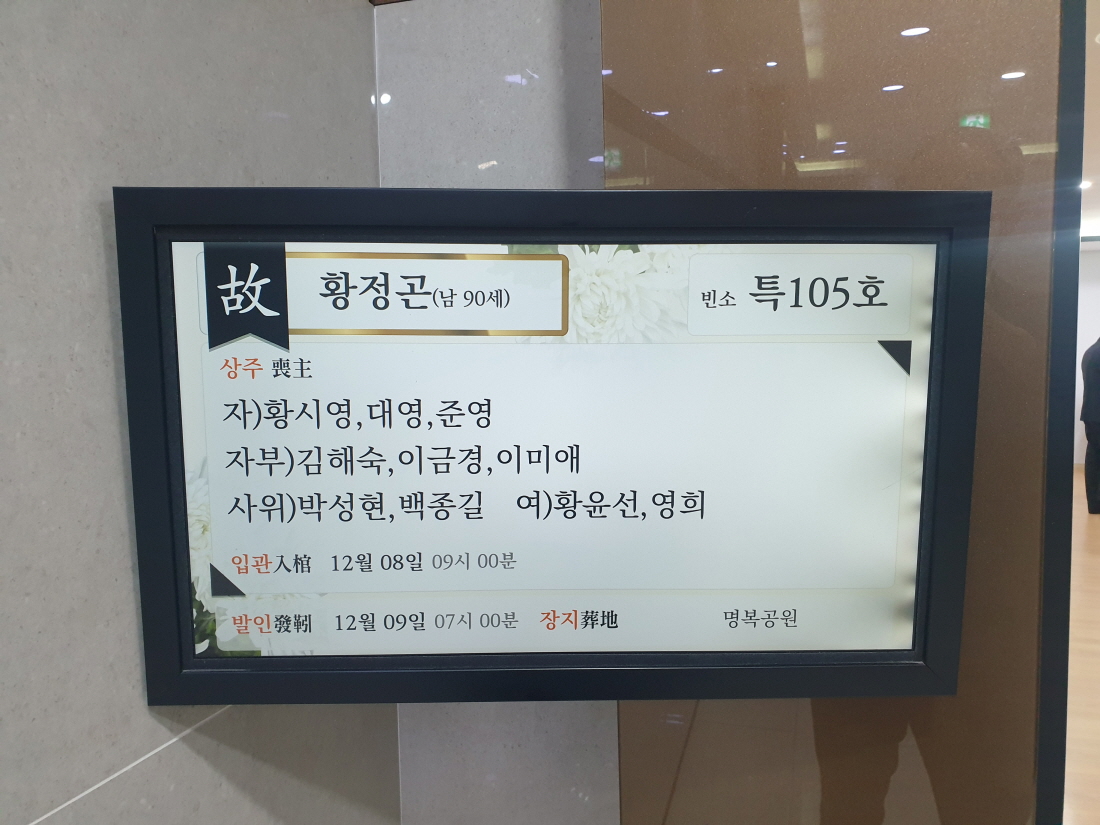 故 황정곤(남 90세) 빈소 특105호
상주 喪主
자)황시영,대영,준영
자부)김해숙,이금경,이미애
사위)박성현,백종길 여)황윤선,영희
입관入棺 12월 08일 09시 00분
발인發靷 12월 09일 07시 00분 장지葬地 명복공원